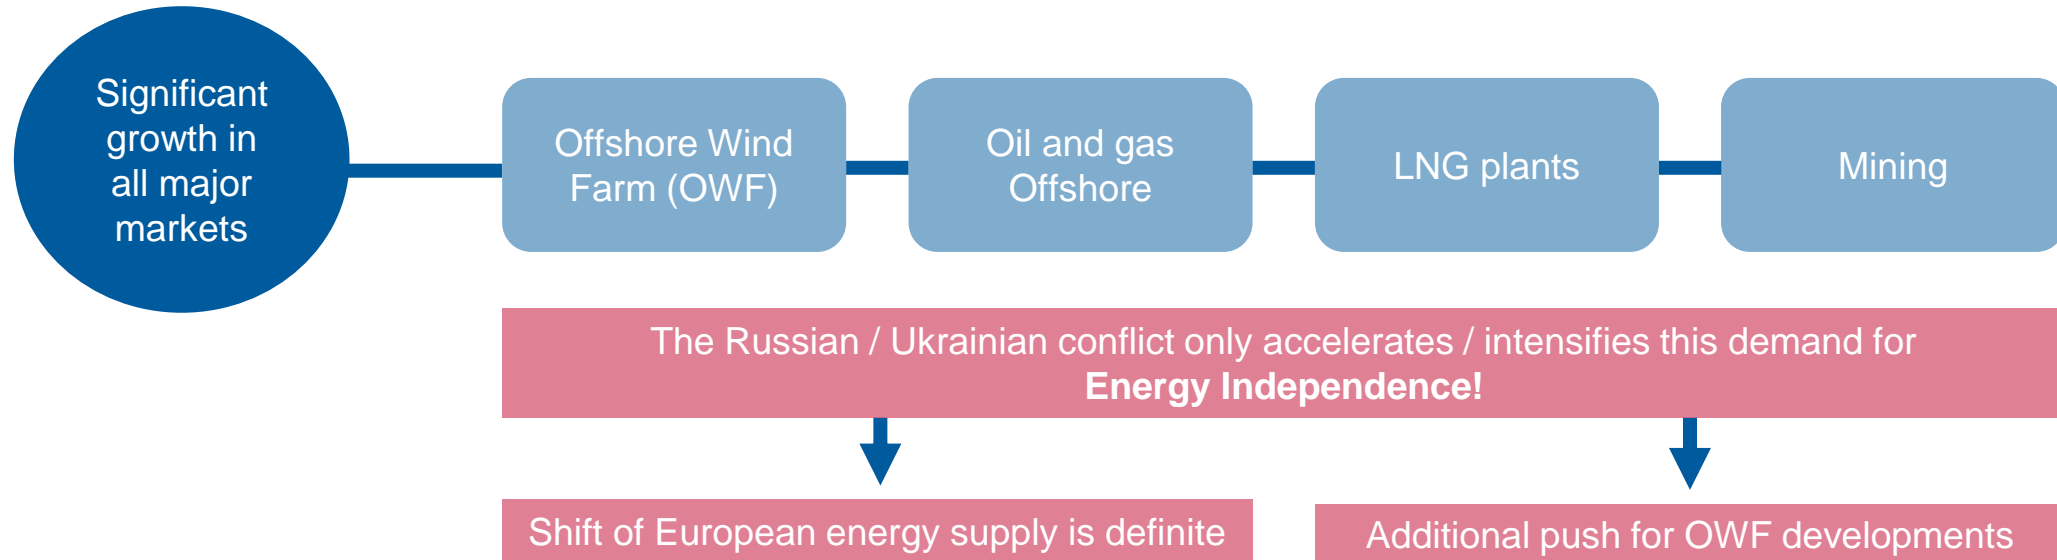 Significant
growth in
all major
markets
Offshore Wind
Farm (OWF)
Oil and gas
Offshore
LNG plants
Mining
The Russian / Ukrainian conflict only accelerates / intensifies this demand for
Energy Independence!
Shift of European energy supply is definite
Additional push for OWF developments